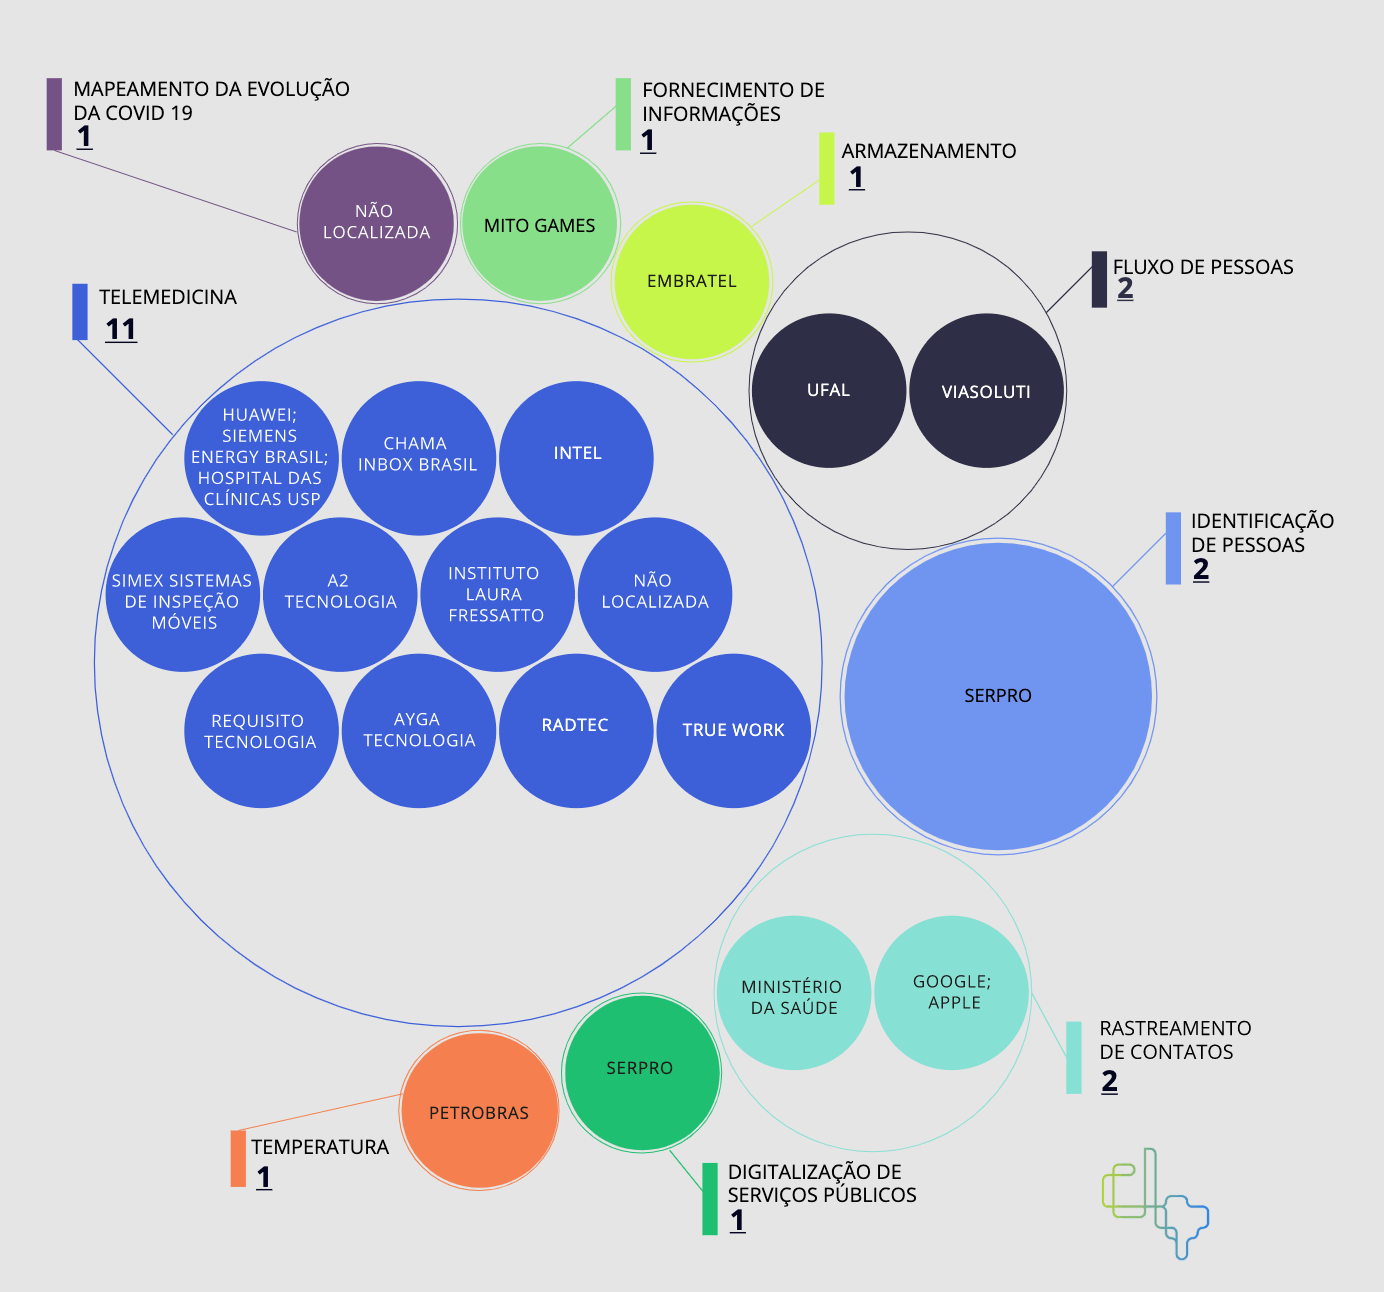 MAPEAMENTO DA EVOLUÇÃO
DA COVID 19
1
FORNECIMENTO DE
INFORMAÇÕES
1
ARMAZENAMENTO
1
NÃO
LOCALIZADA
MITO GAMES
EMBRATEL
FLUXO DE PESSOAS
2
UFAL
VIASOLUTI
TELEMEDICINA
11
HUAWEI;
SIEMENS
ENERGY BRASIL;
HOSPITAL DAS
CLÍNICAS USP
CHAMA
INBOX BRASIL
INTEL
SIMEX SISTEMAS
DE INSPEÇÃO
MÓVEIS
A2
TECNOLOGIA
INSTITUTO
LAURA
FRESSATTO
NÃO
LOCALIZADA
REQUISITO
TECNOLOGIA
AYGA
TECNOLOGIA
RADTEC
TRUE WORK
IDENTIFICAÇÃO
DE PESSOAS
2
SERPRO
MINISTÉRIO
DA SAÚDE
GOOGLE;
APPLE
RASTREAMENTO
DE CONTATOS
2
SERPRO
PETROBRAS
TEMPERATURA
1
DIGITALIZAÇÃO DE
SERVIÇOS PÚBLICOS
1